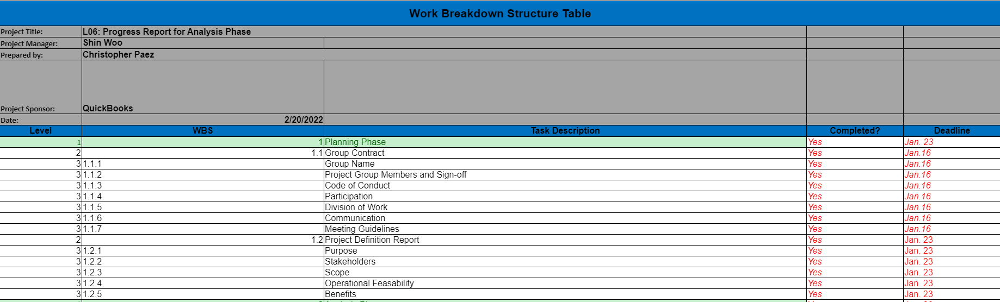 Work Breakdown Structure Table
Project Title: L06: Progress Report for Analysis Phase
Project Manager: Shin Woo
Prepared by: Christopher Paez
Project Sponsor: QuickBooks
Date: 2/20/2022
Level WBS Task Description Completed? Deadline
1 1 Planning Phase Yes Jan. 23
2 1.1 Group Contract Yes Jan.16
3 1.1.1 Group Name Yes Jan.16
3 1.1.2 Project Group Members and Sign-off Yes Jan.16
3 1.1.3 Code of Conduct Yes Jan.16
3 1.1.4 Participation Yes Jan.16
3 1.1.5 Division of Work Yes Jan.16
3 1.1.6 Communication Yes Jan.16
3 1.1.7 Meeting Guidelines Yes Jan.16
2 1.2 Project Definition Report Yes Jan. 23
3 1.2.1 Purpose Yes Jan. 23
3 1.2.2 Stakeholders Yes Jan. 23
3 1.2.3 Scope Yes Jan. 23
3 1.2.4 Operational Feasability Yes Jan. 23
3 1.2.5 Benefits Yes Jan. 23